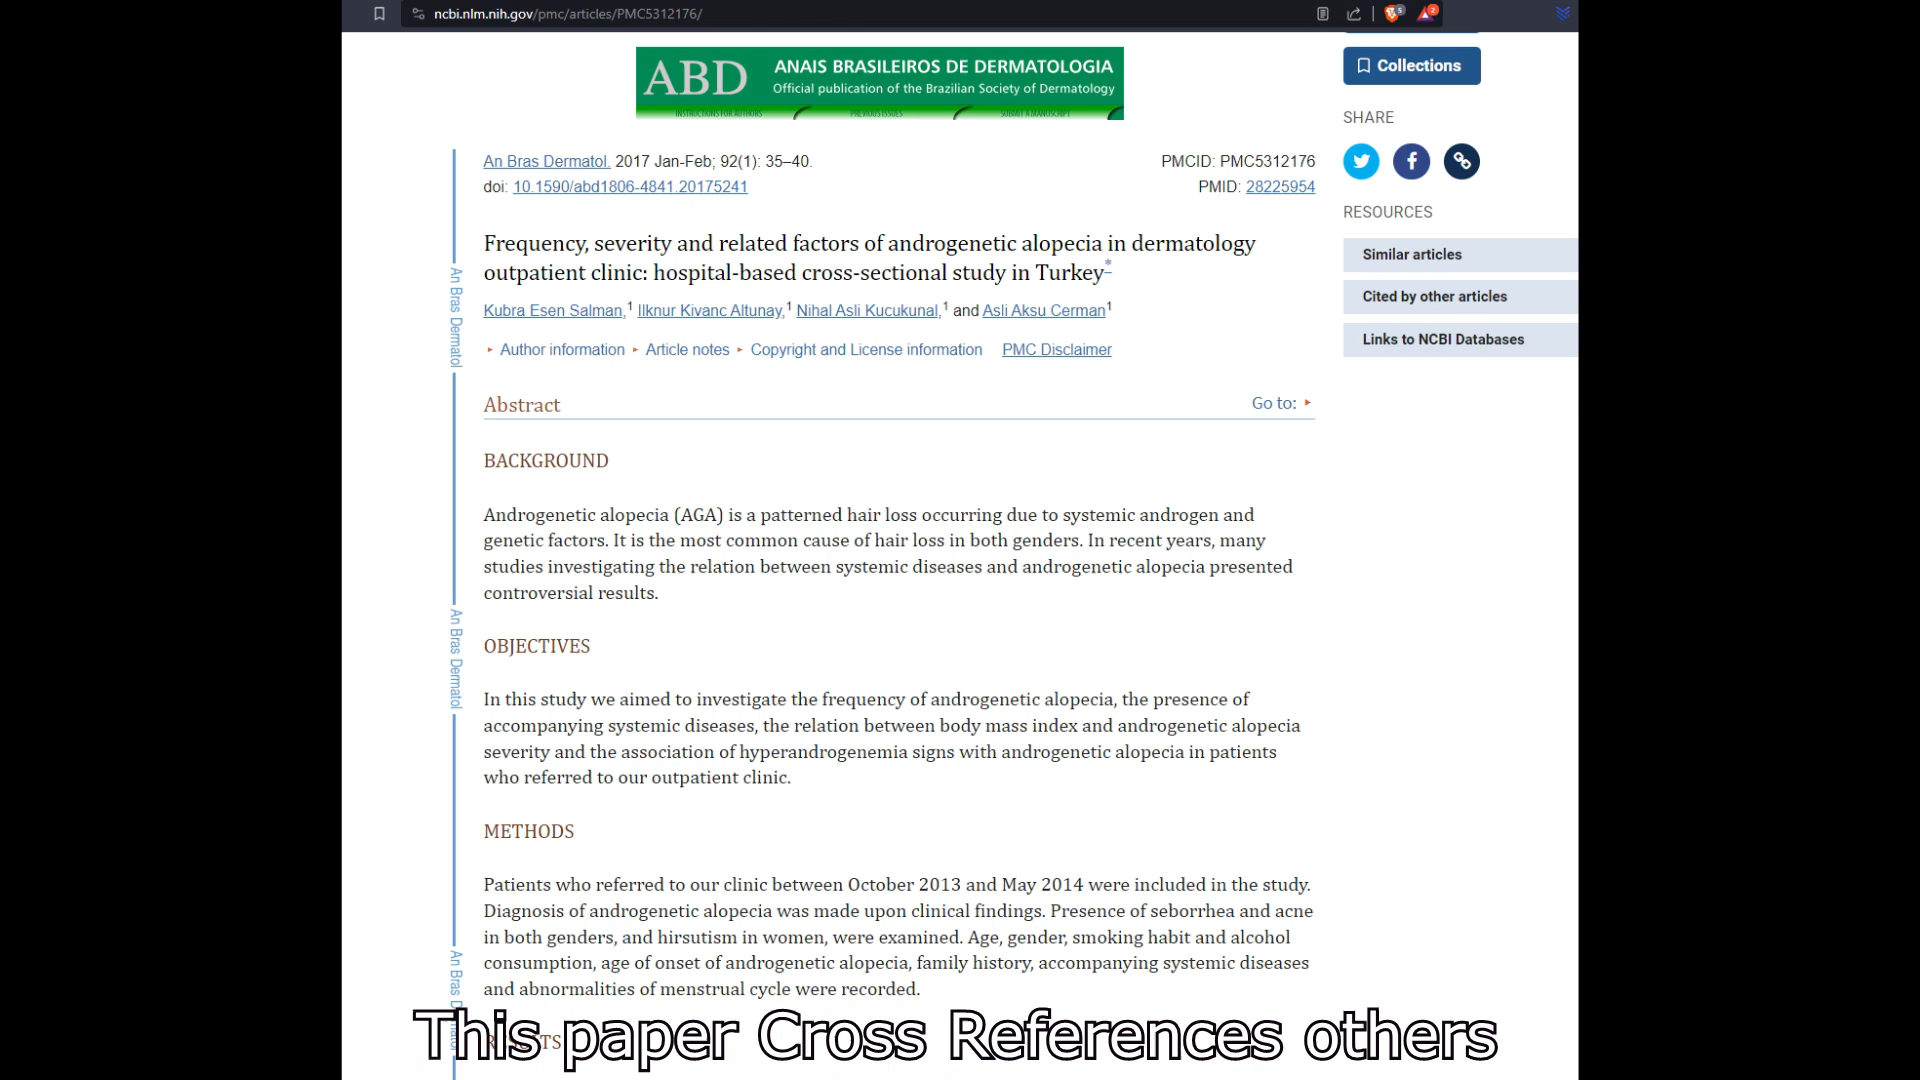 ncbi.nlm.nih.gov/pmc/articles/PMC5312176/
5
2
ABD
ANAIS BRASILEIROS DE DERMATOLOGIA
Official publication of the Brazilian Society of Dermatology
INSTRUCTIONS FOR AUTHORS PREVIOUS ISSUES SUBMIT A MANUSCRIPT
Collections
SHARE
An Bras Dermatol. 2017 Jan-Feb; 92(1): 35–40.
PMCID: PMC5312176
doi: 10.1590/abd1806-4841.20175241
PMID: 28225954
RESOURCES
Similar articles
Cited by other articles
Links to NCBI Databases
Frequency, severity and related factors of androgenetic alopecia in dermatology
outpatient clinic: hospital-based cross-sectional study in Turkey*
Kubra Esen Salman,1 Ilknur Kivanc Altunay,1 Nihal Asli Kucukunal,1 and Asli Aksu Cerman1
Author information Article notes Copyright and License information PMC Disclaimer
Abstract
Go to:
BACKGROUND
Androgenetic alopecia (AGA) is a patterned hair loss occurring due to systemic androgen and
genetic factors. It is the most common cause of hair loss in both genders. In recent years, many
studies investigating the relation between systemic diseases and androgenetic alopecia presented
controversial results.
OBJECTIVES
In this study we aimed to investigate the frequency of androgenetic alopecia, the presence of
accompanying systemic diseases, the relation between body mass index and androgenetic alopecia
severity and the association of hyperandrogenemia signs with androgenetic alopecia in patients
who referred to our outpatient clinic.
METHODS
Patients who referred to our clinic between October 2013 and May 2014 were included in the study.
Diagnosis of androgenetic alopecia was made upon clinical findings. Presence of seborrhea and acne
in both genders, and hirsutism in women, were examined. Age, gender, smoking habit and alcohol
consumption, age of onset of androgenetic alopecia, family history, accompanying systemic diseases
and abnormalities of menstrual cycle were recorded.
An Bras Dermatol
An Bras Dermatol
This paper Cross References others